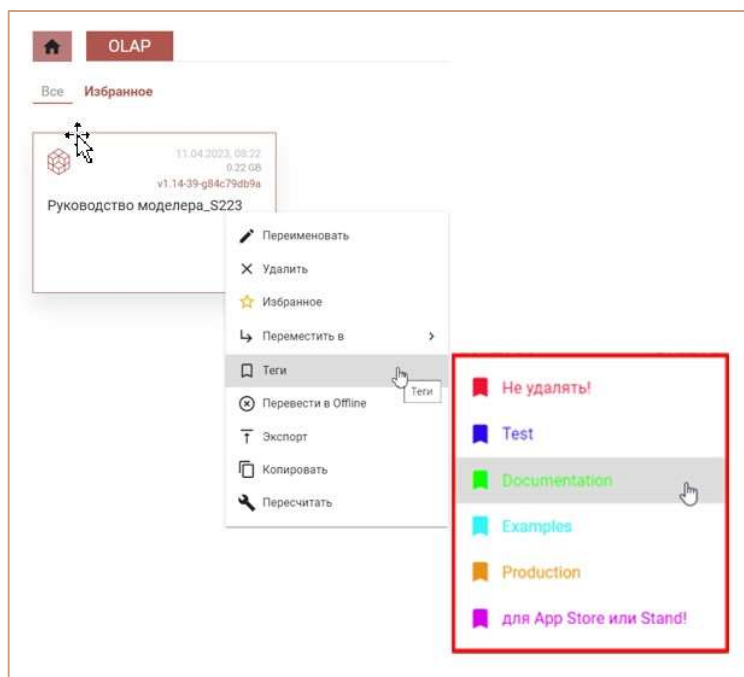 OLAP
Все Избранное
11.04.2023, 08:22
0.22 GB
v1.14-39-g84c79db9a
Руководство моделера_S223
Переименовать
Удалить
Избранное
Переместить в
Теги
Теги
Перевести в Offline
Экспорт
Копировать
Пересчитать
Не удалять!
Test
Documentation
Examples
Production
для App Store или Stand!